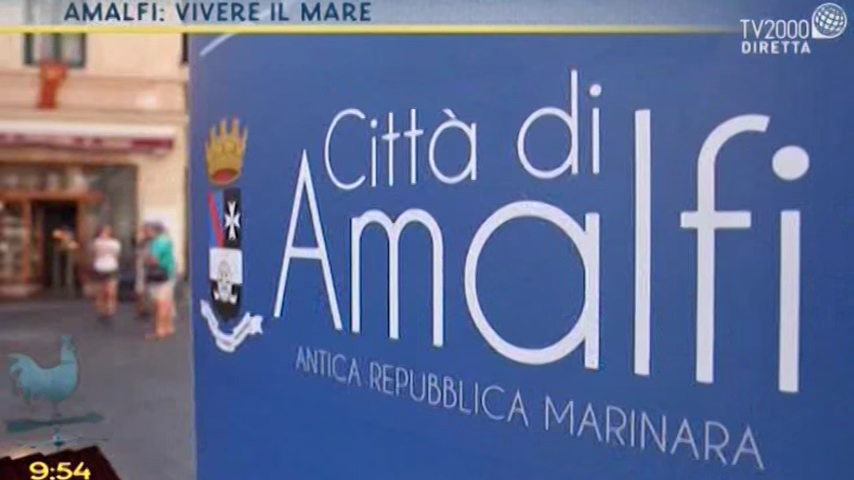 AMALFI: VIVERE IL MARE
TV2000
DIRETTA
Città di
Amalfi
ANTICA REPUBBLICA MARINARA
9:54